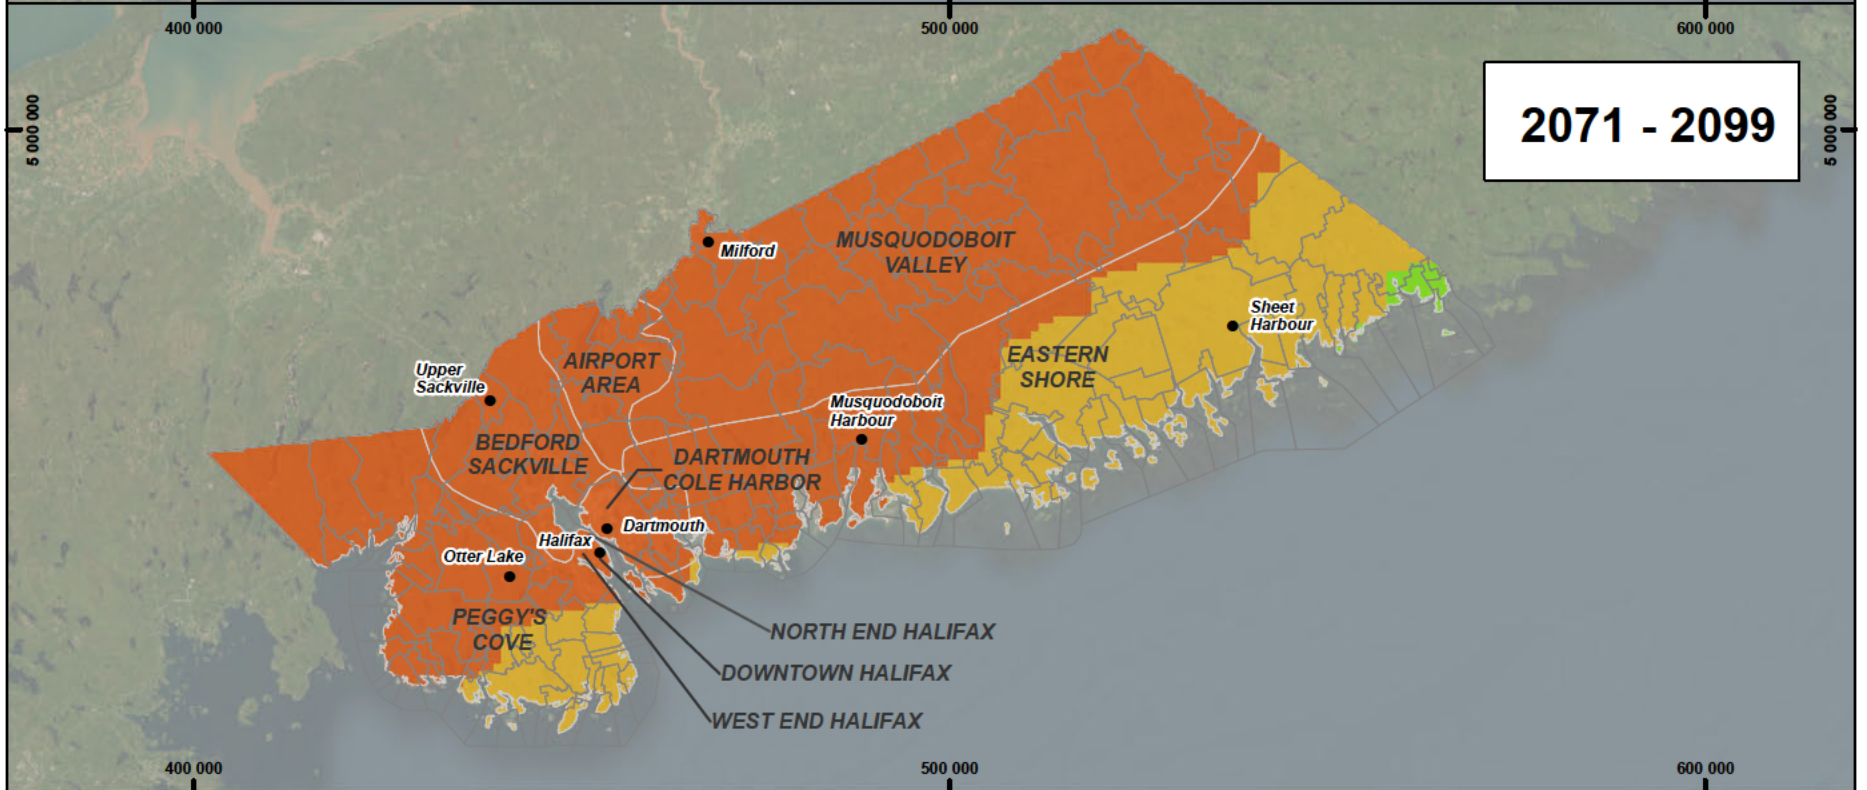 400 000
500 000
600 000
5 000 000
5 000 000
2071 - 2099
MUSQUODOBOIT
VALLEY
Milford
Sheet
Harbour
EASTERN
SHORE
AIRPORT
AREA
Upper
Sackville
Musquodoboit
Harbour
BEDFORD
SACKVILLE
DARTMOUTH
COLE HARBOR
Dartmouth
Halifax
Otter Lake
PEGGY'S
COVE
NORTH END HALIFAX
DOWNTOWN HALIFAX
WEST END HALIFAX
400 000
500 000
600 000